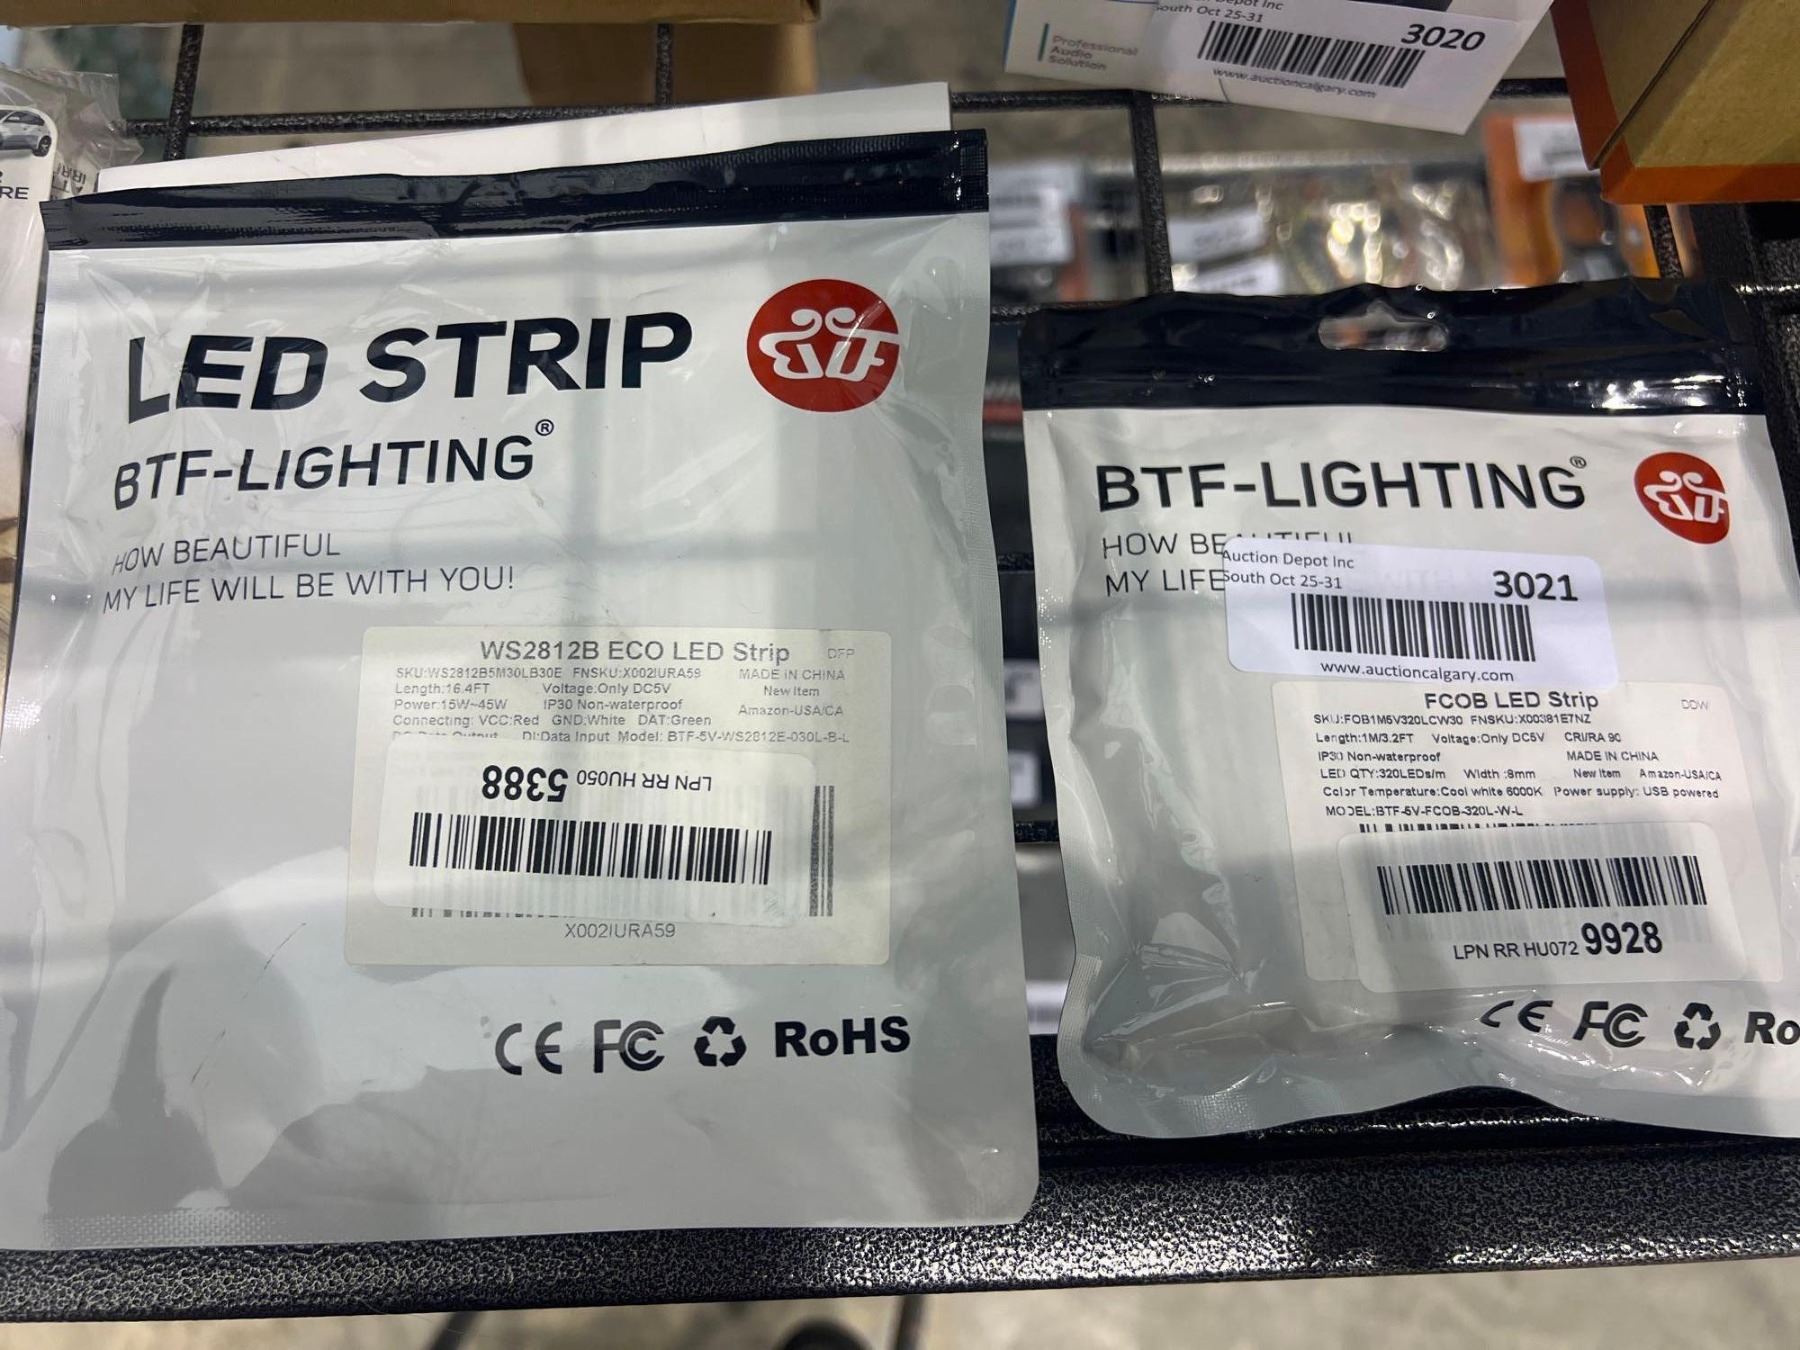 RE
Depot Inc
South Oct 25-31
3020
www.auctioncalgary.com
Professional
Audio
Solution
LED STRIP
BTF-LIGHTING®
HOW BEAUTIFUL
MY LIFE WILL BE WITH YOU!
WS2812B ECO LED Strip
SKU:WS2812B5M30LB30E FNSKU:X002IURA59 MADE IN CHINA
Length:16.4FT Voltage:Only DC5V New Item
Power:15W~45W IP30 Non-waterproof Amazon-USA/CA
Connecting: VCC:Red GND:White DAT:Green
DI:Data Input Model: BTF-5V-WS2812E-030L-B-L
LPN RR HU050 5388
X002IURA59
CE FC RoHS
BTF-LIGHTING®
HOW
MY LIFE WITH
Auction Depot Inc
South Oct 25-31
3021
www.auctioncalgary.com
FCOB LED Strip
DDW
SKU:FOB1M5V320LCW30 FNSKU:X00381E7NZ
Length:1M/3.2FT Voltage:Only DC5V CRI/RA 90
IP30 Non-waterproof MADE IN CHINA
LED QTY:320LEDs/m Width :8mm New Item Amazon-USA/CA
Color Temperature:Cool white 6000K Power supply: USB powered
MODEL:BTF-5V-FCOB-320L-W-L
LPN RR HU072 9928
CE FC Ro